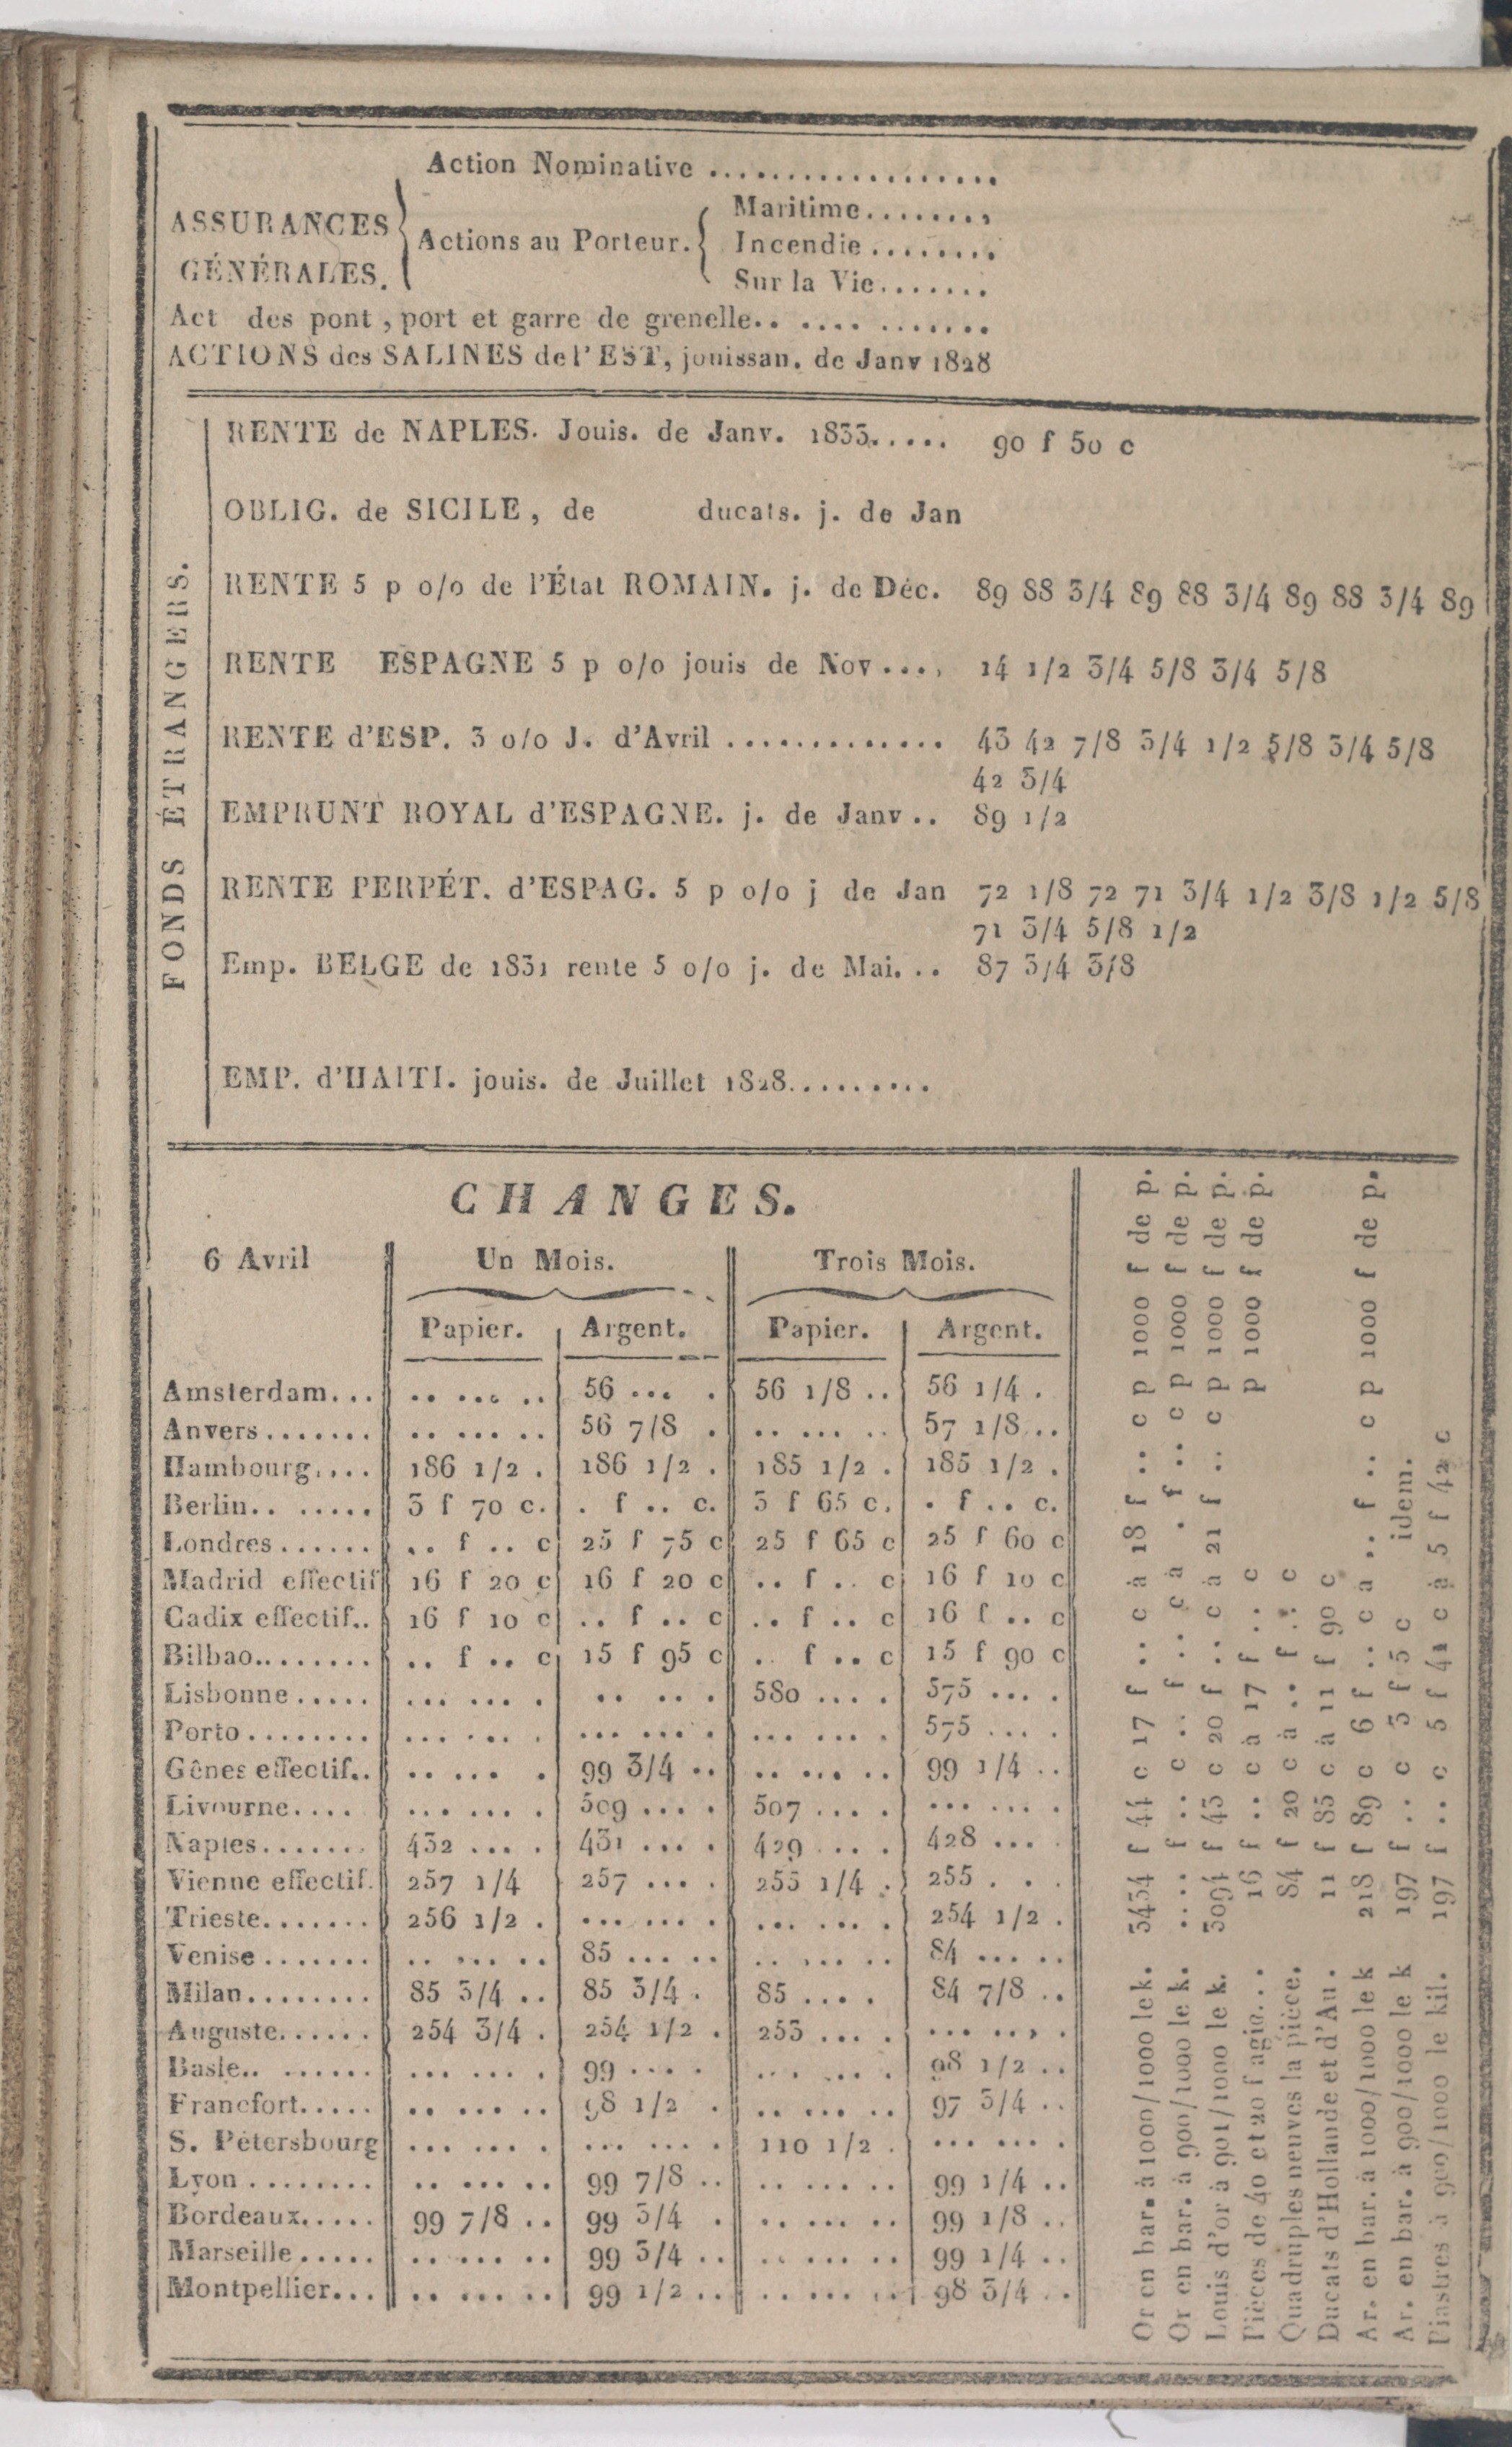 Action Nominative ..................
ASSURANCES GÉNÉRALES.
Actions au Porteur.
Maritime........,
Incendie ........
Sur la Vie.......
Act des pont, port et garre de grenelle.. .... .......
ACTIONS des SALINES de l'EST, jouissan. de Janv 1828
FONDS ÉTRANGERS.
RENTE de NAPLES. Jouis. de Janv. 1833..... 90 f 50 c
OBLIG. de SICILE, de ducats. j. de Jan
RENTE 5 p o/o de l'État ROMAIN. j. de Déc. 89 88 3/4 89 88 3/4 89 88 3/4 89
RENTE ESPAGNE 5 p o/o jouis de Nov..., 14 1/2 3/4 5/8 3/4 5/8
RENTE d'ESP. 3 o/o J. d'Avril ............. 43 42 7/8 3/4 1/2 5/8 3/4 5/8
42 3/4
EMPRUNT ROYAL d'ESPAGNE. j. de Janv.. 89 1/2
RENTE PERPÉT. d'ESPAG. 5 p o/o j de Jan 72 1/8 72 71 3/4 1/2 3/8 1/2 5/8
71 3/4 5/8 1/2
Emp. BELGE de 1831 rente 5 o/o j. de Mai... 87 3/4 3/8
EMP. d'HAITI. jouis. de Juillet 1828.........
CHANGES.
6 Avril Un Mois. Trois Mois.
Papier. Argent. Papier. Argent.
Amsterdam... .. ... .. 56 ... . 56 1/8 .. 56 1/4 .
Anvers....... .. ... .. 56 7/8 . .. ... .. 57 1/8...
Hambourg.... 186 1/2 . 186 1/2 . 185 1/2 . 185 1/2 .
Berlin.. ..... 3 f 70 c. . f .. c. 3 f 65 c. . f .. c.
Londres...... .. f .. c 25 f 75 c 25 f 65 c 25 f 60 c
Madrid effectif 16 f 20 c 16 f 20 c .. f .. c 16 f 10 c
Cadix effectif.. 16 f 10 c .. f .. c .. f .. c 16 f .. c
Bilbao........ .. f .. c 15 f 95 c .. f .. c 15 f 90 c
Lisbonne..... ... ... . .. .. . 580 .... . 575 ... .
Porto........ ... ... . ... ... . ... ... . 575 ... .
Gênes effectif.. .. ... . 99 3/4 .. .. ... .. 99 1/4 ..
Livourne.... ... ... . 509 .... . 507 .... . ... ... .
Naples....... 432 ... . 431 ... . 429 ... . 428 ... .
Vienne effectif. 257 1/4 257 ... . 255 1/4 . 255 . . .
Trieste....... 256 1/2 . ... ... . ... ... . 254 1/2 .
Venise....... .. ... .. 85 ... .. .. ... .. 84 ... ..
Milan........ 85 3/4 .. 85 3/4 . 85 .... . 84 7/8 ..
Auguste...... 254 3/4 . 254 1/2 . 253 ... . ... ... .
Basle.. ...... ... ... . 99 .... . ... ... . 98 1/2 ..
Francfort..... .. ... .. 98 1/2 . .. ... .. 97 3/4 ..
S. Pétersbourg ... ... . ... ... . 110 1/2 . ... ... .
Lyon ........ .. ... .. 99 7/8 .. .. ... .. 99 1/4 ..
Bordeaux..... 99 7/8 .. 99 3/4 . .. ... .. 99 1/8 ..
Marseille..... .. ... .. 99 3/4 .. .. ... .. 99 1/4 ..
Montpellier... .. ... .. 99 1/2 .. .. ... .. 98 3/4 ..
Or en bar. à 1000/1000 le k. 3434 f 44 c 17 f .. c à 18 f .. c p 1000 f de p.
Or en bar. à 900/1000 le k. .... f .. c .. f .. c à . f .. c p 1000 f de p.
Louis d'or à 901/1000 le k. 3094 f 43 c 20 f .. c à 21 f .. c p 1000 f de p.
Pièces de 40 et 20 f agio... 16 f .. c à 17 f .. c p 1000 f de p.
Quadruples neuves la pièce. 84 f 20 c à .. f .. c
Ducats d'Hollande et d'Au. 11 f 85 c à 11 f 90 c
Ar. en bar. à 1000/1000 le k 218 f 89 c 6 f .. c a .. f .. c p 1000 f de p.
Ar. en bar. à 900/1000 le k 197 f .. c 3 f 5 c idem.
Piastres à 900/1000 le kil. 197 f .. c 5 f 41 c à 5 f 42 c